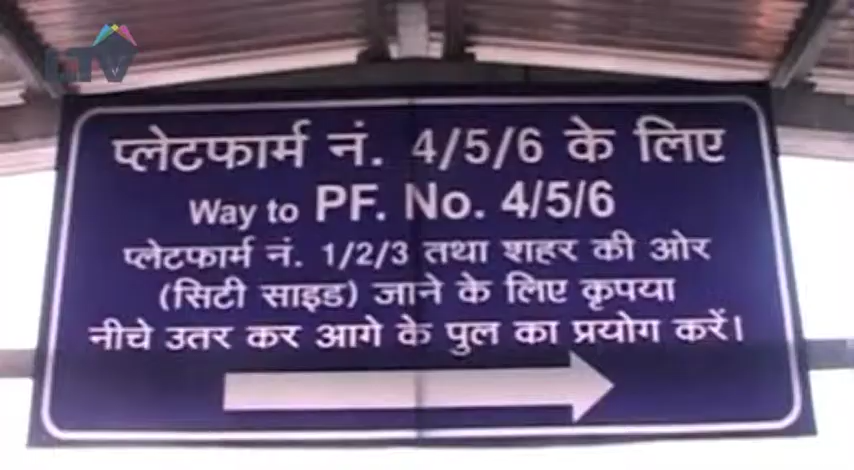 CTV
प्लेटफार्म नं. 4/5/6 के लिए
Way to PF. No. 4/5/6
प्लेटफार्म नं. 1/2/3 तथा शहर की ओर
(सिटी साइड) जाने के लिए कृपया
नीचे उतर कर आगे के पुल का प्रयोग करें।